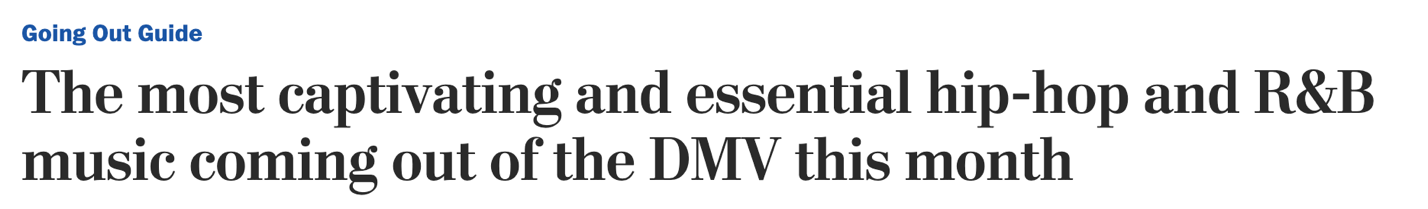 Going Out Guide
The most captivating and essential hip-hop and R&B
music coming out of the DMV this month